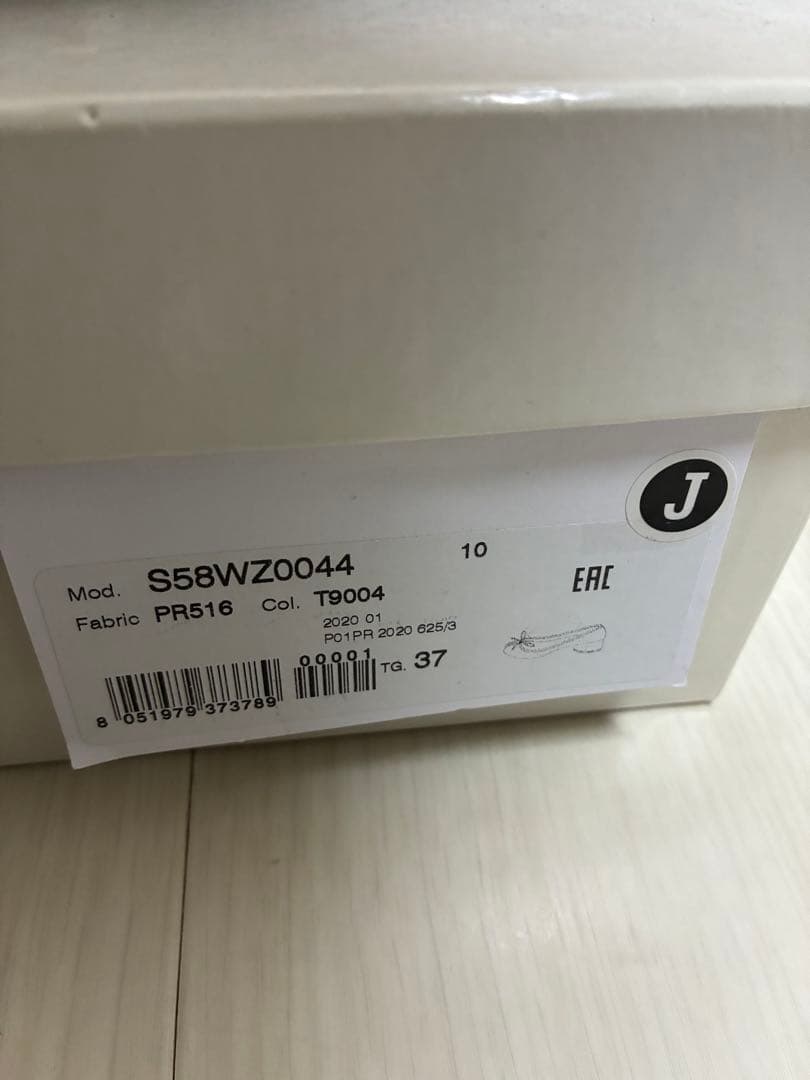 J
10
EAC
Mod. S58WZ0044
Fabric PR516 Col. T9004
2020 01
P01PR 2020 625/3
00001
TG. 37
8 051979 373789